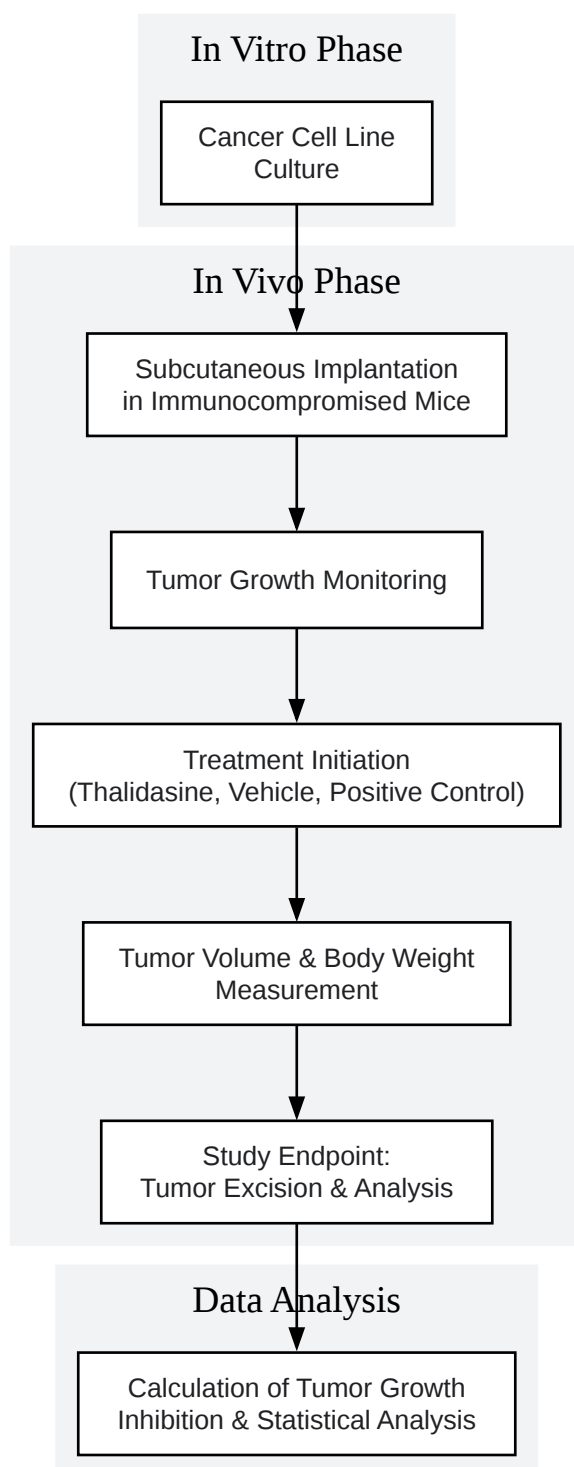 In Vitro Phase
Cancer Cell Line
Culture
In Vivo Phase
Subcutaneous Implantation
in Immunocompromised Mice
Tumor Growth Monitoring
Treatment Initiation
(Thalidasine, Vehicle, Positive Control)
Tumor Volume & Body Weight
Measurement
Study Endpoint:
Tumor Excision & Analysis
Data Analysis
Calculation of Tumor Growth
Inhibition & Statistical Analysis